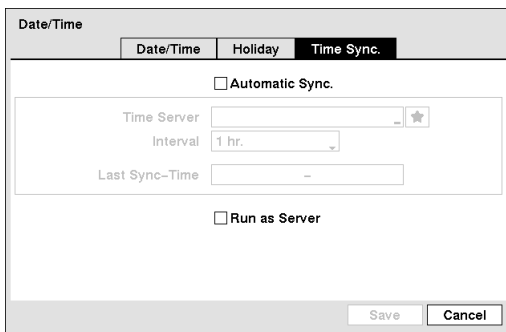 Date/Time
Date/Time Holiday Time Sync.
Automatic Sync.
Time Server
Interval 1 hr.
Last Sync-Time –
Run as Server
Save Cancel